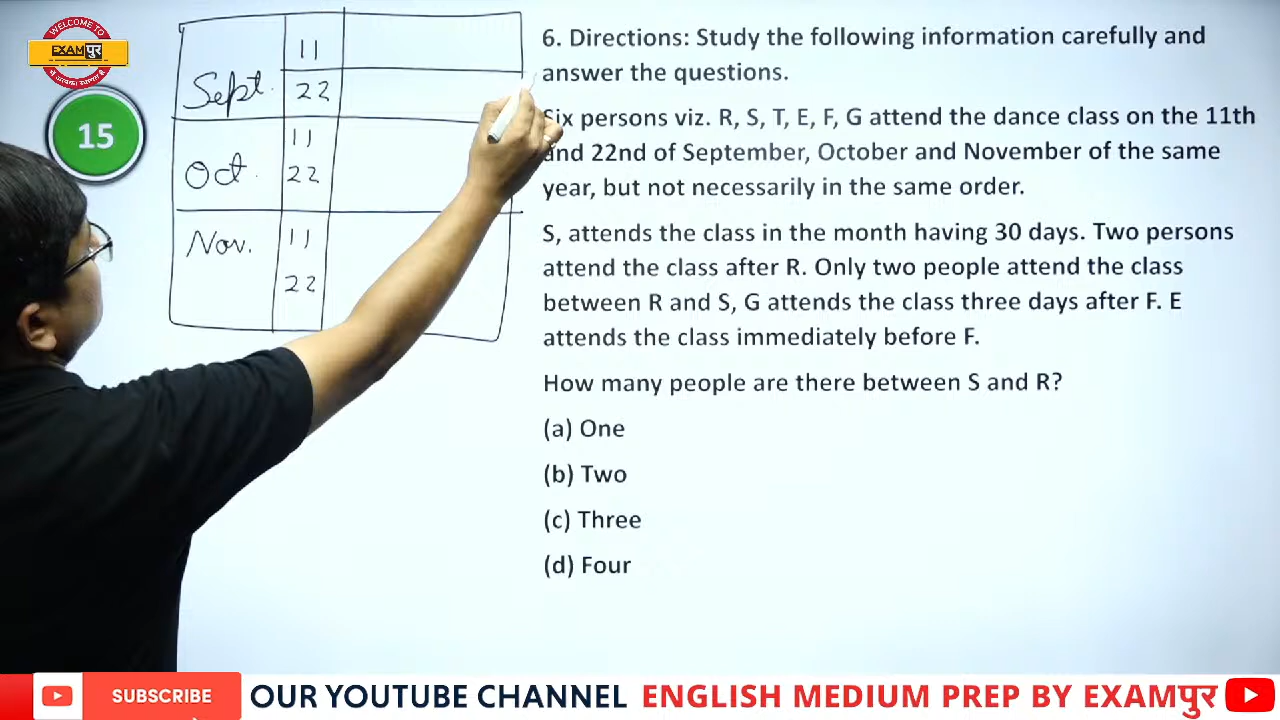 WELCOME TO
EXAMपुर
15
Sept.
11
22
Oct.
11
22
Nov.
11
22
6. Directions: Study the following information carefully and
answer the questions.
Six persons viz. R, S, T, E, F, G attend the dance class on the 11th
and 22nd of September, October and November of the same
year, but not necessarily in the same order.
S, attends the class in the month having 30 days. Two persons
attend the class after R. Only two people attend the class
between R and S, G attends the class three days after F. E
attends the class immediately before F.
How many people are there between S and R?
(a) One
(b) Two
(c) Three
(d) Four
SUBSCRIBE
OUR YOUTUBE CHANNEL ENGLISH MEDIUM PREP BY EXAMपुर